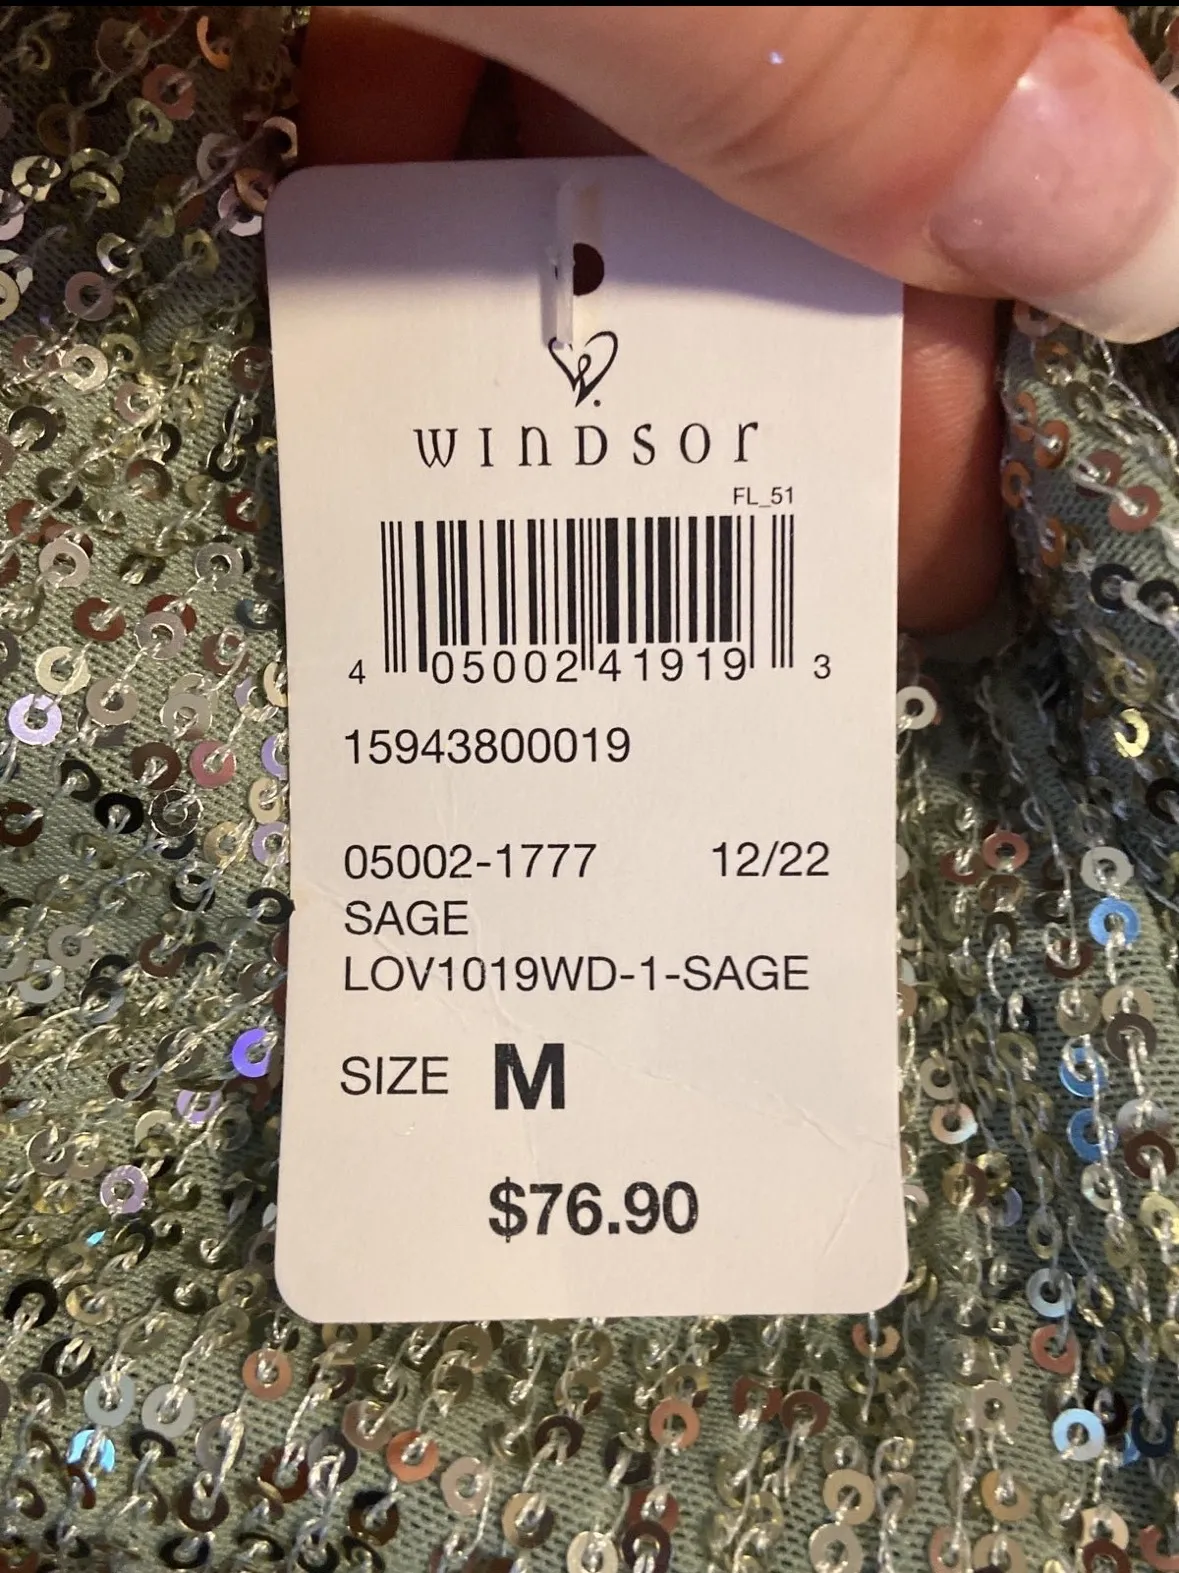 WINDSOR
FL_51
4 05002 41919 3
15943800019
05002-1777 12/22
SAGE
LOV1019WD-1-SAGE
SIZE M
$76.90